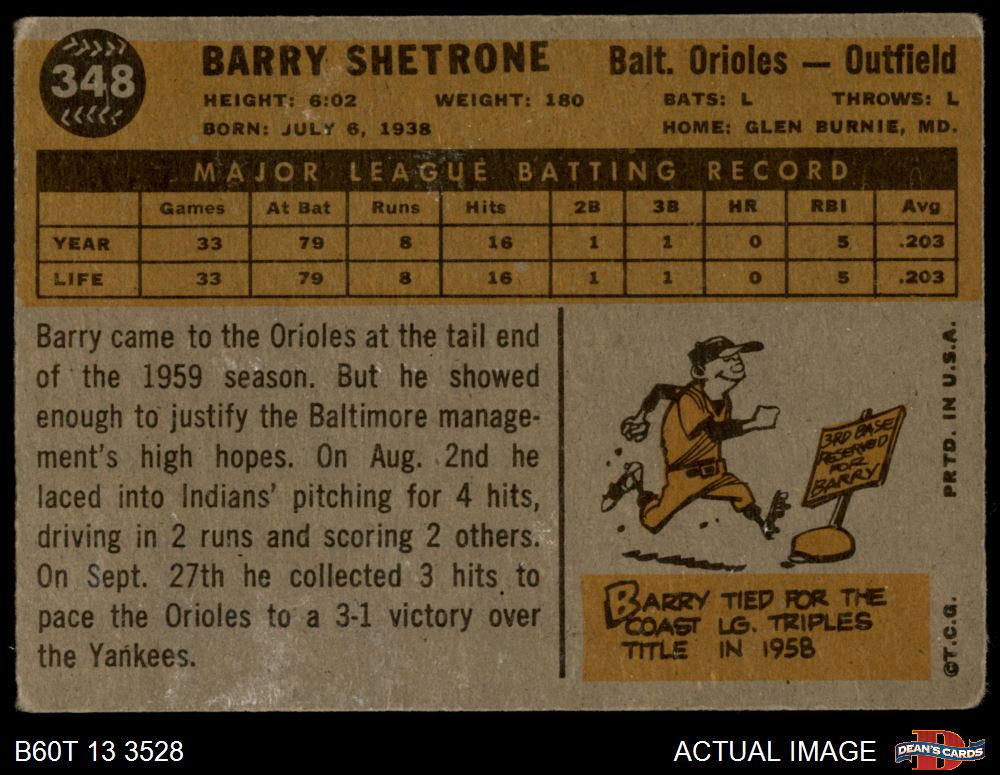 348
BARRY SHETRONE Balt. Orioles — Outfield
HEIGHT: 6:02 WEIGHT: 180 BATS: L THROWS: L
BORN: JULY 6, 1938 HOME: GLEN BURNIE, MD.
MAJOR LEAGUE BATTING RECORD
Games At Bat Runs Hits 2B 3B HR RBI Avg
YEAR 33 79 8 16 1 1 0 5 .203
LIFE 33 79 8 16 1 1 0 5 .203
Barry came to the Orioles at the tail end
of the 1959 season. But he showed
enough to justify the Baltimore manage-
ment's high hopes. On Aug. 2nd he
laced into Indians' pitching for 4 hits,
driving in 2 runs and scoring 2 others.
On Sept. 27th he collected 3 hits to
pace the Orioles to a 3-1 victory over
the Yankees.
3RD BASE
RESERVED
FOR
BARRY
BARRY TIED FOR THE
COAST LG. TRIPLES
TITLE IN 1958
PRTD. IN U.S.A.
©T.C.G.
B60T 13 3528
ACTUAL IMAGE
DEAN'S CARDS